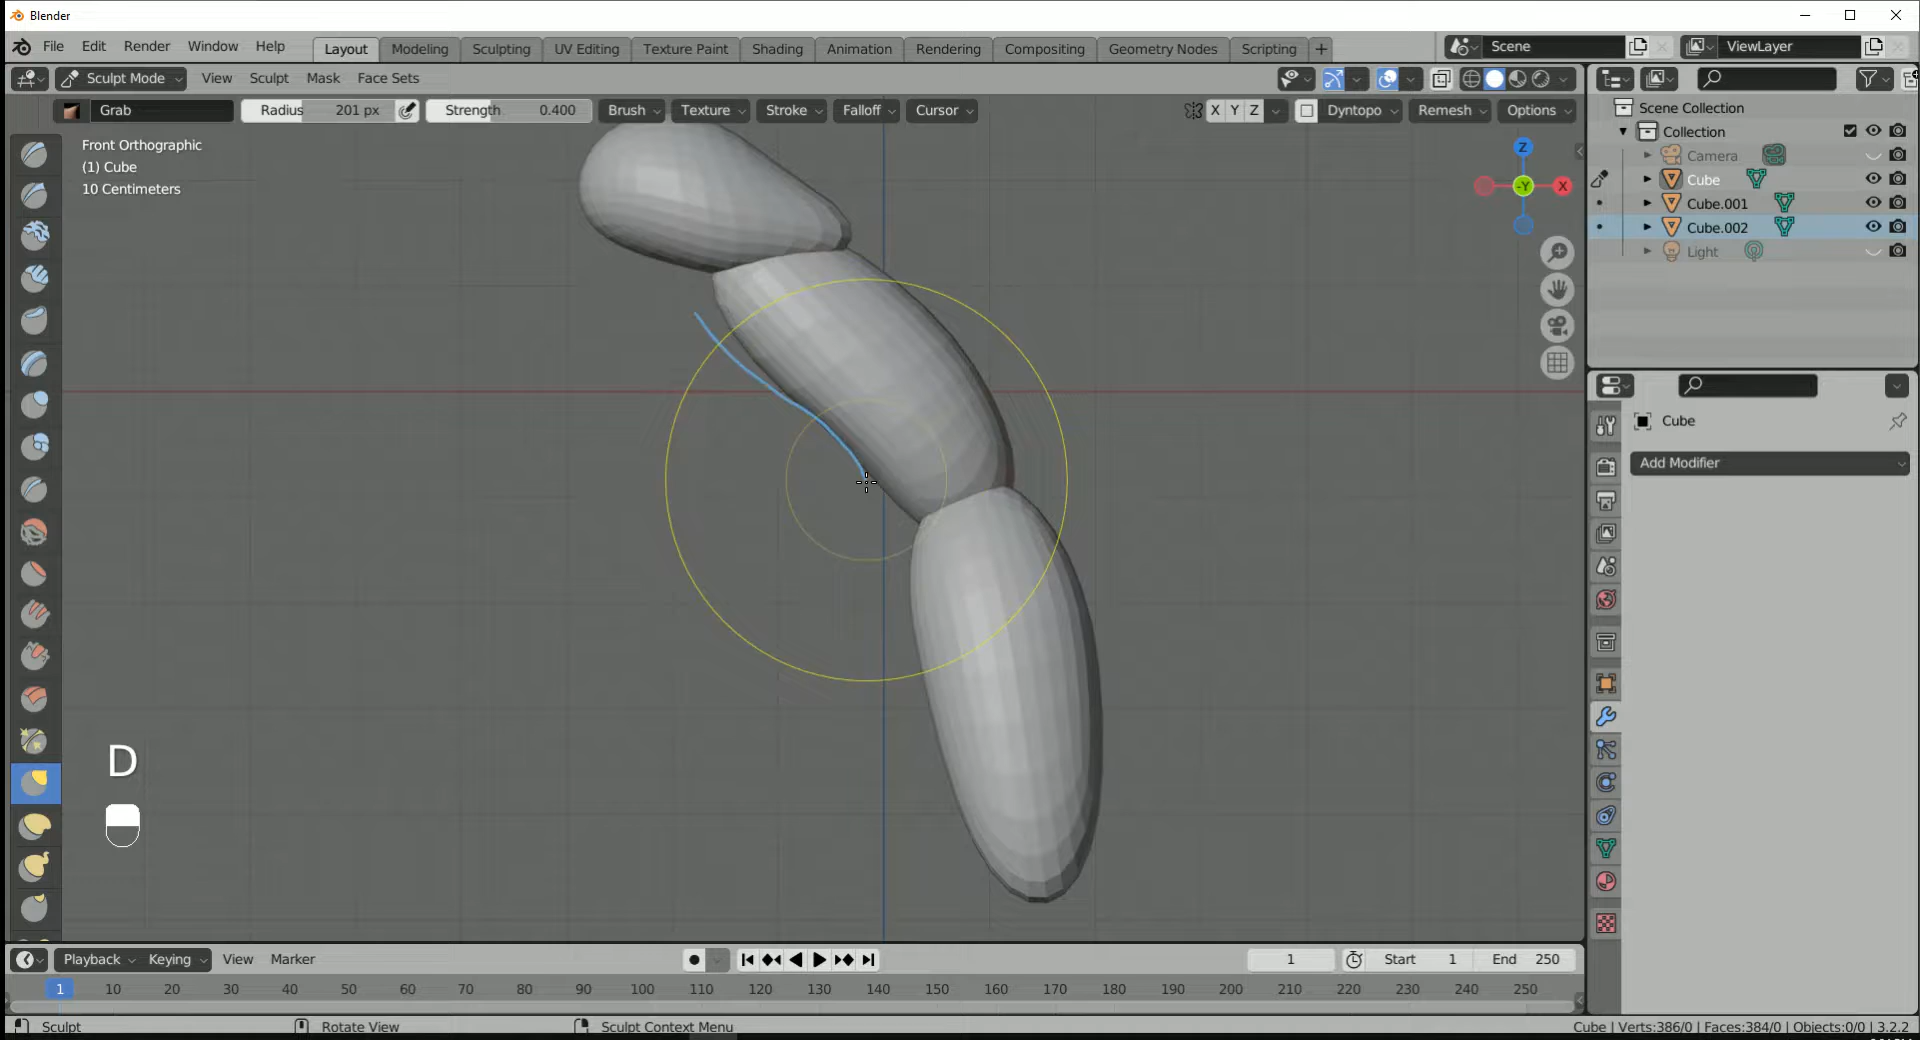 Blender
File Edit Render Window Help Layout Modeling Sculpting UV Editing Texture Paint Shading Animation Rendering Compositing Geometry Nodes Scripting + Scene ViewLayer
Sculpt Mode View Sculpt Mask Face Sets
Grab Radius 201 px Strength 0.400 Brush Texture Stroke Falloff Cursor X Y Z Dyntopo Remesh Options
Scene Collection
Collection
Camera
Cube
Cube.001
Cube.002
Light
Front Orthographic
(1) Cube
10 Centimeters
Z
-Y X
Cube
Add Modifier
D
Playback Keying View Marker 1 Start 1 End 250
1 10 20 30 40 50 60 70 80 90 100 110 120 130 140 150 160 170 180 190 200 210 220 230 240 250
Sculpt Rotate View Sculpt Context Menu Cube | Verts:386/0 | Faces:384/0 | Objects:0/0 | 3.2.2